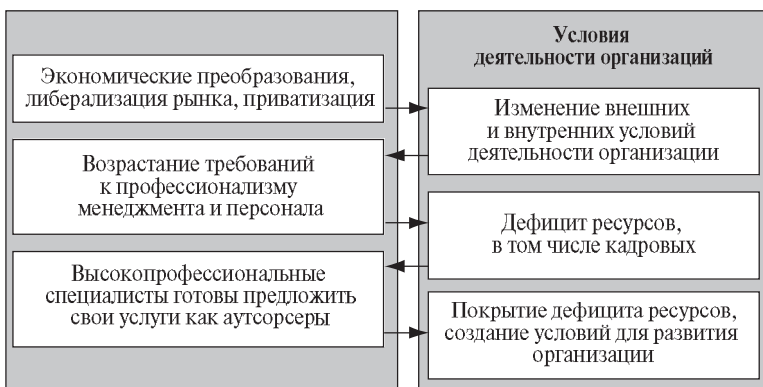 Экономические преобразования,
либерализация рынка, приватизация
Возрастание требований
к профессионализму
менеджмента и персонала
Высокопрофессиональные
специалисты готовы предложить
свои услуги как аутсорсеры
Условия
деятельности организаций
Изменение внешних
и внутренних условий
деятельности организации
Дефицит ресурсов,
в том числе кадровых
Покрытие дефицита ресурсов,
создание условий для развития
организации